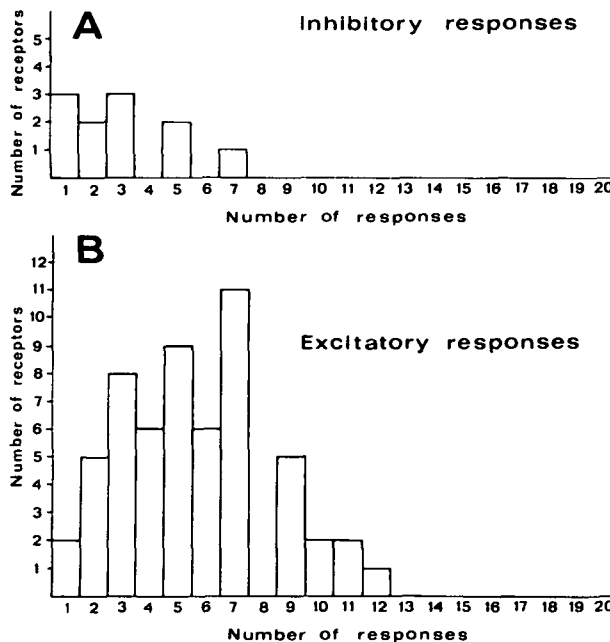 A
Inhibitory responses
Number of receptors
5
4
3
2
1
1 2 3 4 5 6 7 8 9 10 11 12 13 14 15 16 17 18 19 20
Number of responses
B
Excitatory responses
Number of receptors
12
11
10
9
8
7
6
5
4
3
2
1
1 2 3 4 5 6 7 8 9 10 11 12 13 14 15 16 17 18 19 20
Number of responses